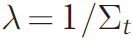 λ = 1/Σ_t